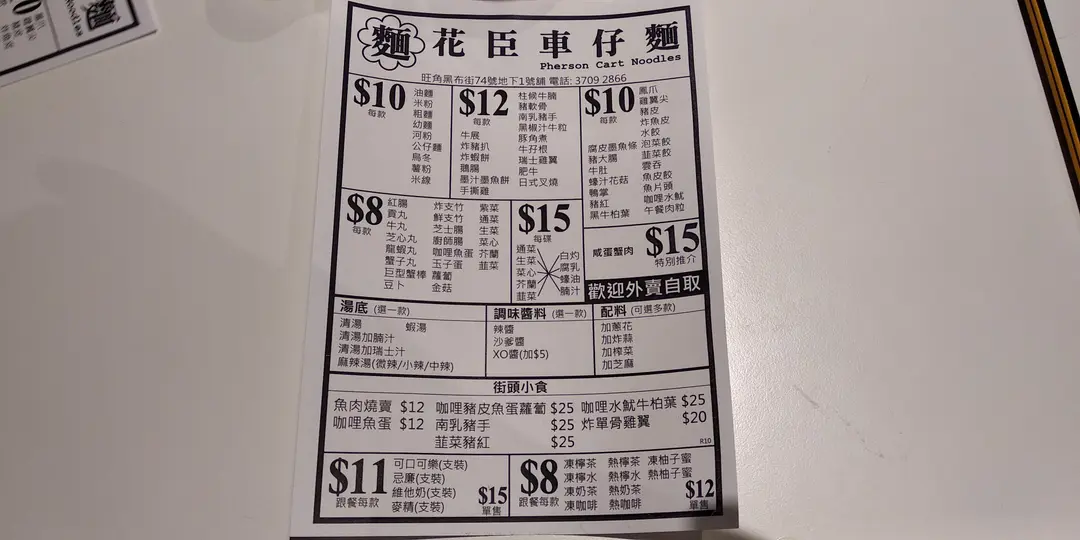 麵 花臣車仔麵
Pherson Cart Noodles
旺角黑布街74號地下1號舖 電話: 3709 2866
$10
每款
油麵
米粉
粗麵
幼麵
河粉
公仔麵
烏冬
薯粉
米線
$12
每款
牛展
炸豬扒
炸蝦餅
鵝腸
墨汁墨魚餅
手撕雞
柱候牛腩
豬軟骨
南乳豬手
黑椒汁牛粒
豚角煮
牛孖根
瑞士雞翼
肥牛
日式叉燒
$10
每款
腐皮墨魚條
豬大腸
牛肚
蠔汁花菇
鴨掌
豬紅
黑牛柏葉
鳳爪
雞翼尖
豬皮
炸魚皮
水餃
泡菜餃
韮菜餃
雲吞
魚皮餃
魚片頭
咖哩水魷
午餐肉粒
$8
每款
紅腸
貢丸
牛丸
芝心丸
龍蝦丸
蟹子丸
巨型蟹棒
豆卜
炸支竹
鮮支竹
芝士腸
廚師腸
咖哩魚蛋
玉子蛋
蘿蔔
金菇
紫菜
通菜
生菜
菜心
芥蘭
韮菜
$15
每碟
通菜
生菜
菜心
芥蘭
韮菜
白灼
腐乳
蠔油
腩汁
咸蛋蟹肉
$15
特別推介
歡迎外賣自取
湯底 (選一款)
清湯 蝦湯
清湯加腩汁
清湯加瑞士汁
麻辣湯(微辣/小辣/中辣)
調味醬料 (選一款)
辣醬
沙爹醬
XO醬(加$5)
配料 (可選多款)
加蔥花
加炸蒜
加榨菜
加芝麻
街頭小食
魚肉燒賣 $12 咖哩豬皮魚蛋蘿蔔 $25 咖哩水魷牛柏葉 $25
咖哩魚蛋 $12 南乳豬手 $25 炸單骨雞翼 $20
韮菜豬紅 $25
R10
$11
跟餐每款
可口可樂(支裝)
忌廉(支裝)
維他奶(支裝)
麥精(支裝)
$15
單售
$8
跟餐每款
凍檸茶 熱檸茶 凍柚子蜜
凍檸水 熱檸水 熱柚子蜜
凍奶茶 熱奶茶
凍咖啡 熱咖啡
$12
單售